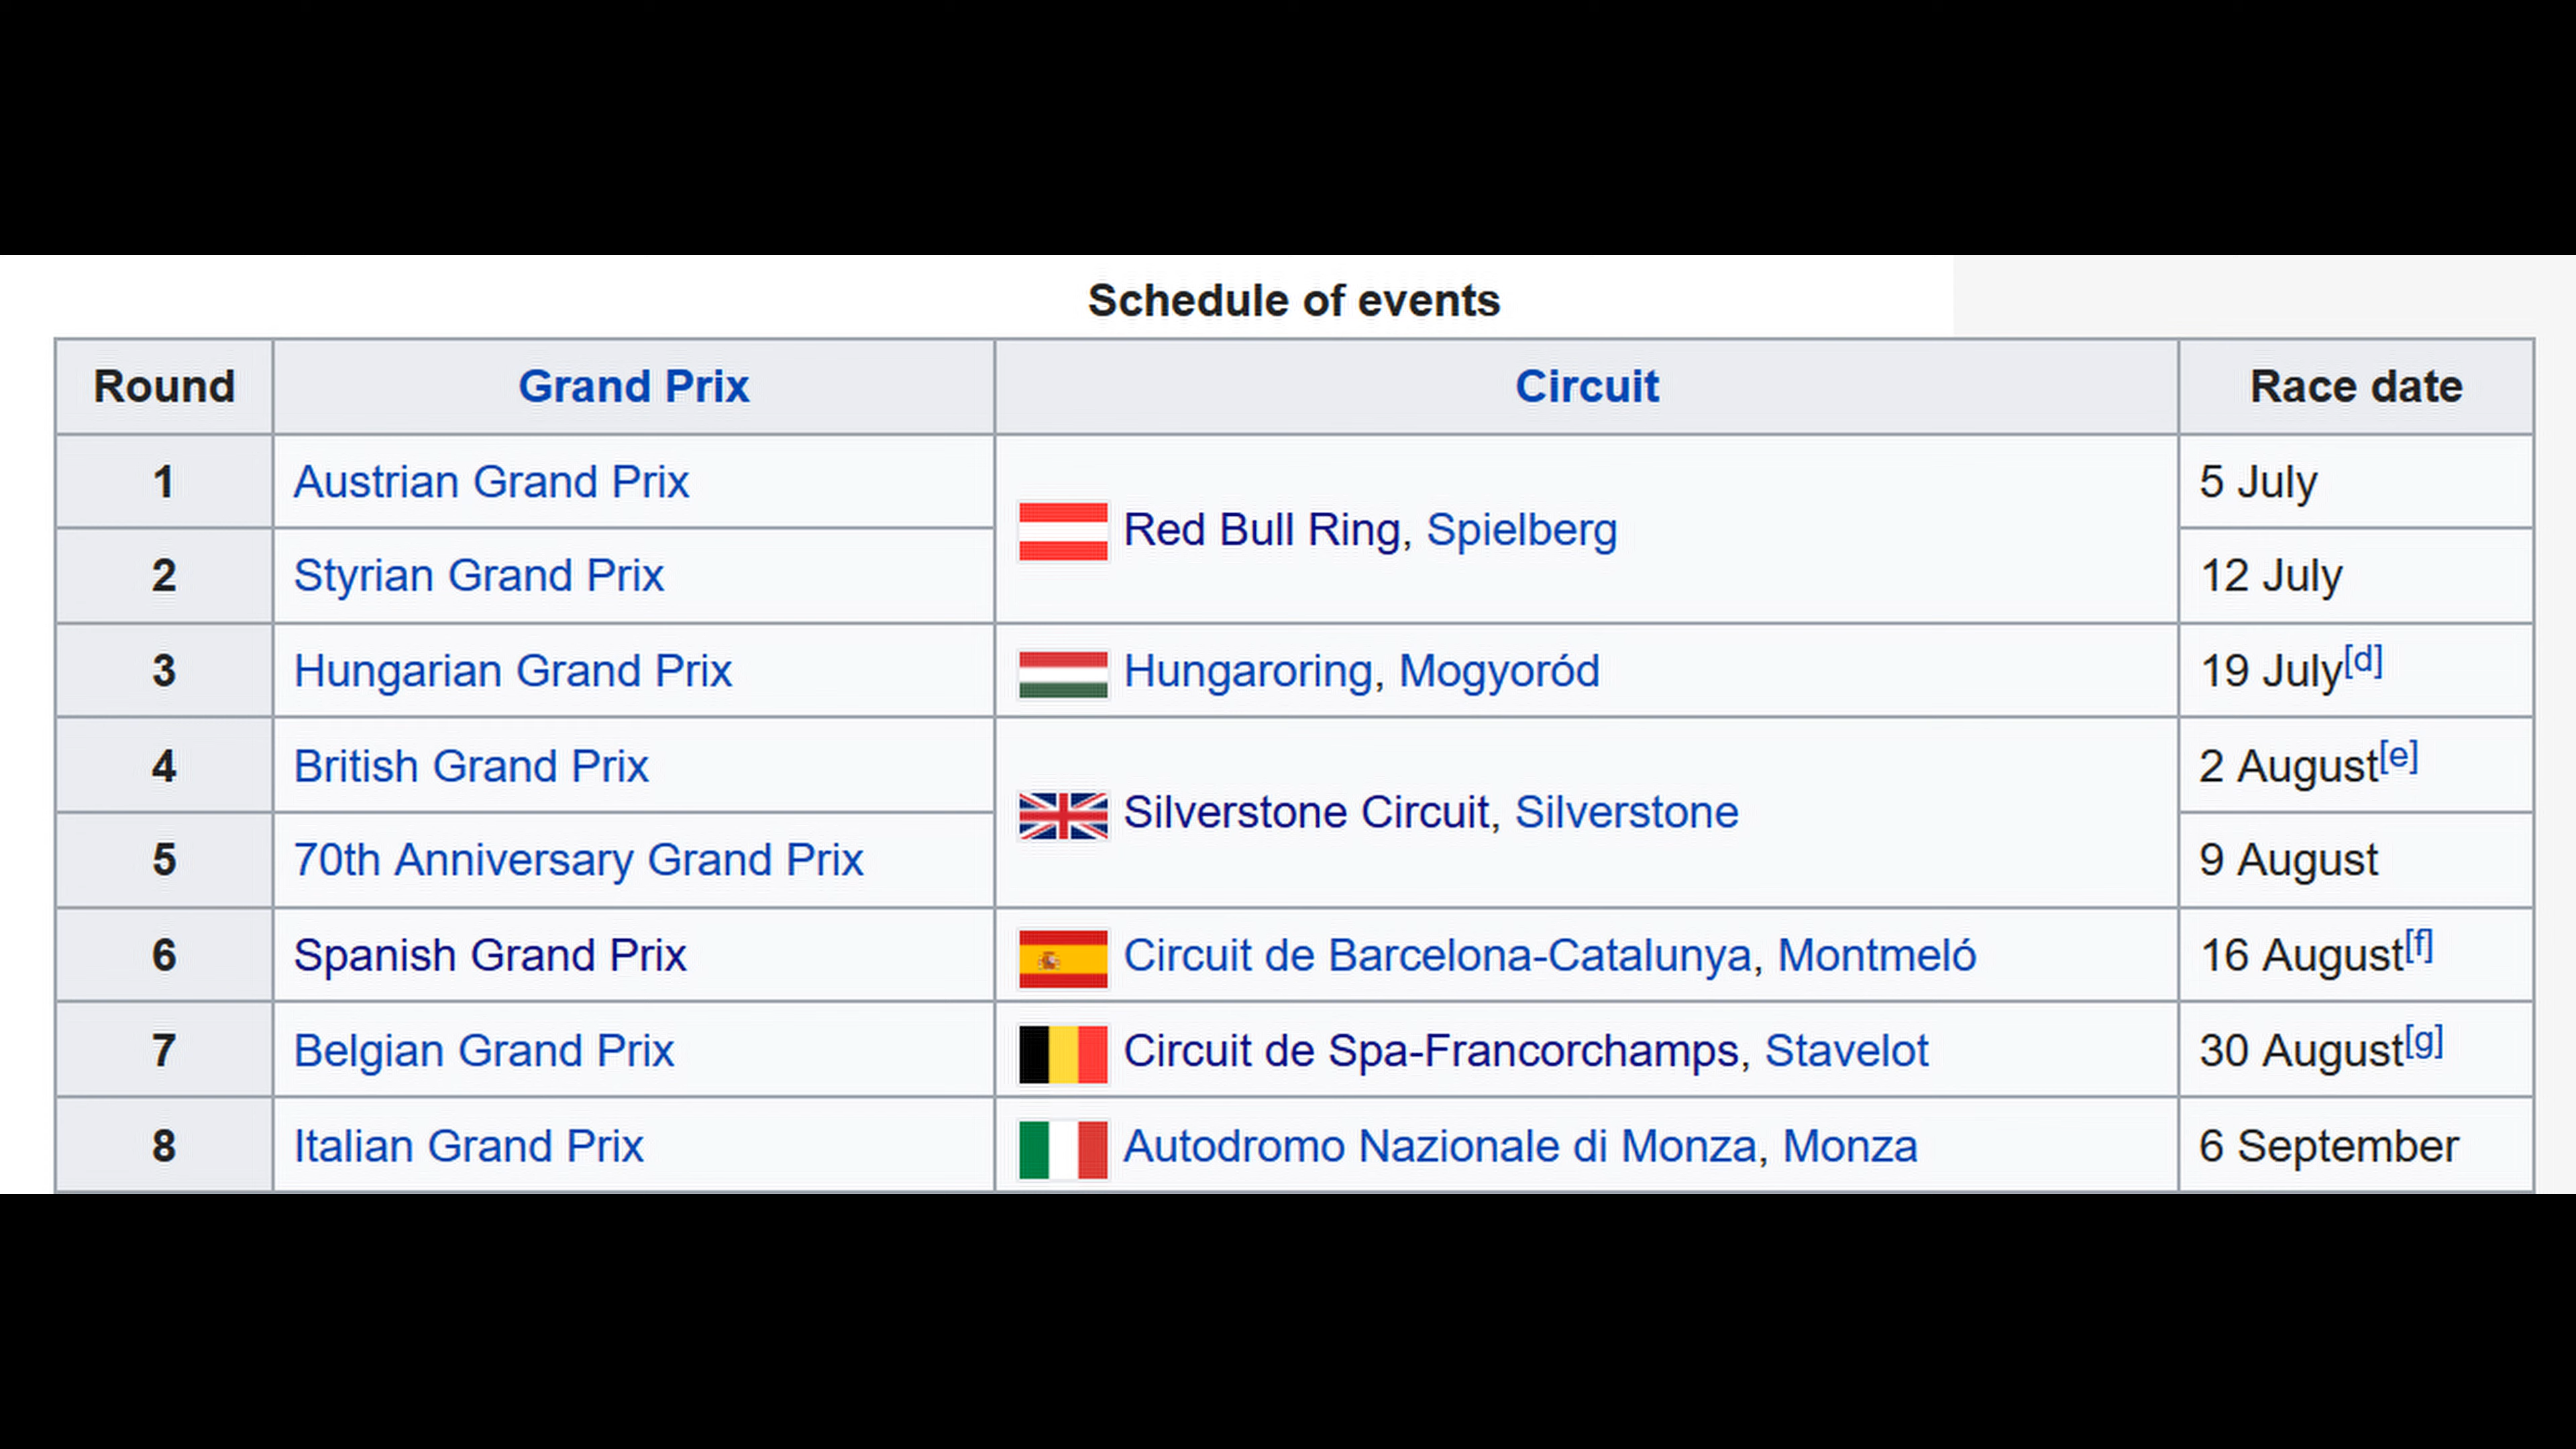 Schedule of events
Round Grand Prix Circuit Race date
1 Austrian Grand Prix Red Bull Ring, Spielberg 5 July
2 Styrian Grand Prix 12 July
3 Hungarian Grand Prix Hungaroring, Mogyoród 19 July[d]
4 British Grand Prix Silverstone Circuit, Silverstone 2 August[e]
5 70th Anniversary Grand Prix 9 August
6 Spanish Grand Prix Circuit de Barcelona-Catalunya, Montmeló 16 August[f]
7 Belgian Grand Prix Circuit de Spa-Francorchamps, Stavelot 30 August[g]
8 Italian Grand Prix Autodromo Nazionale di Monza, Monza 6 September